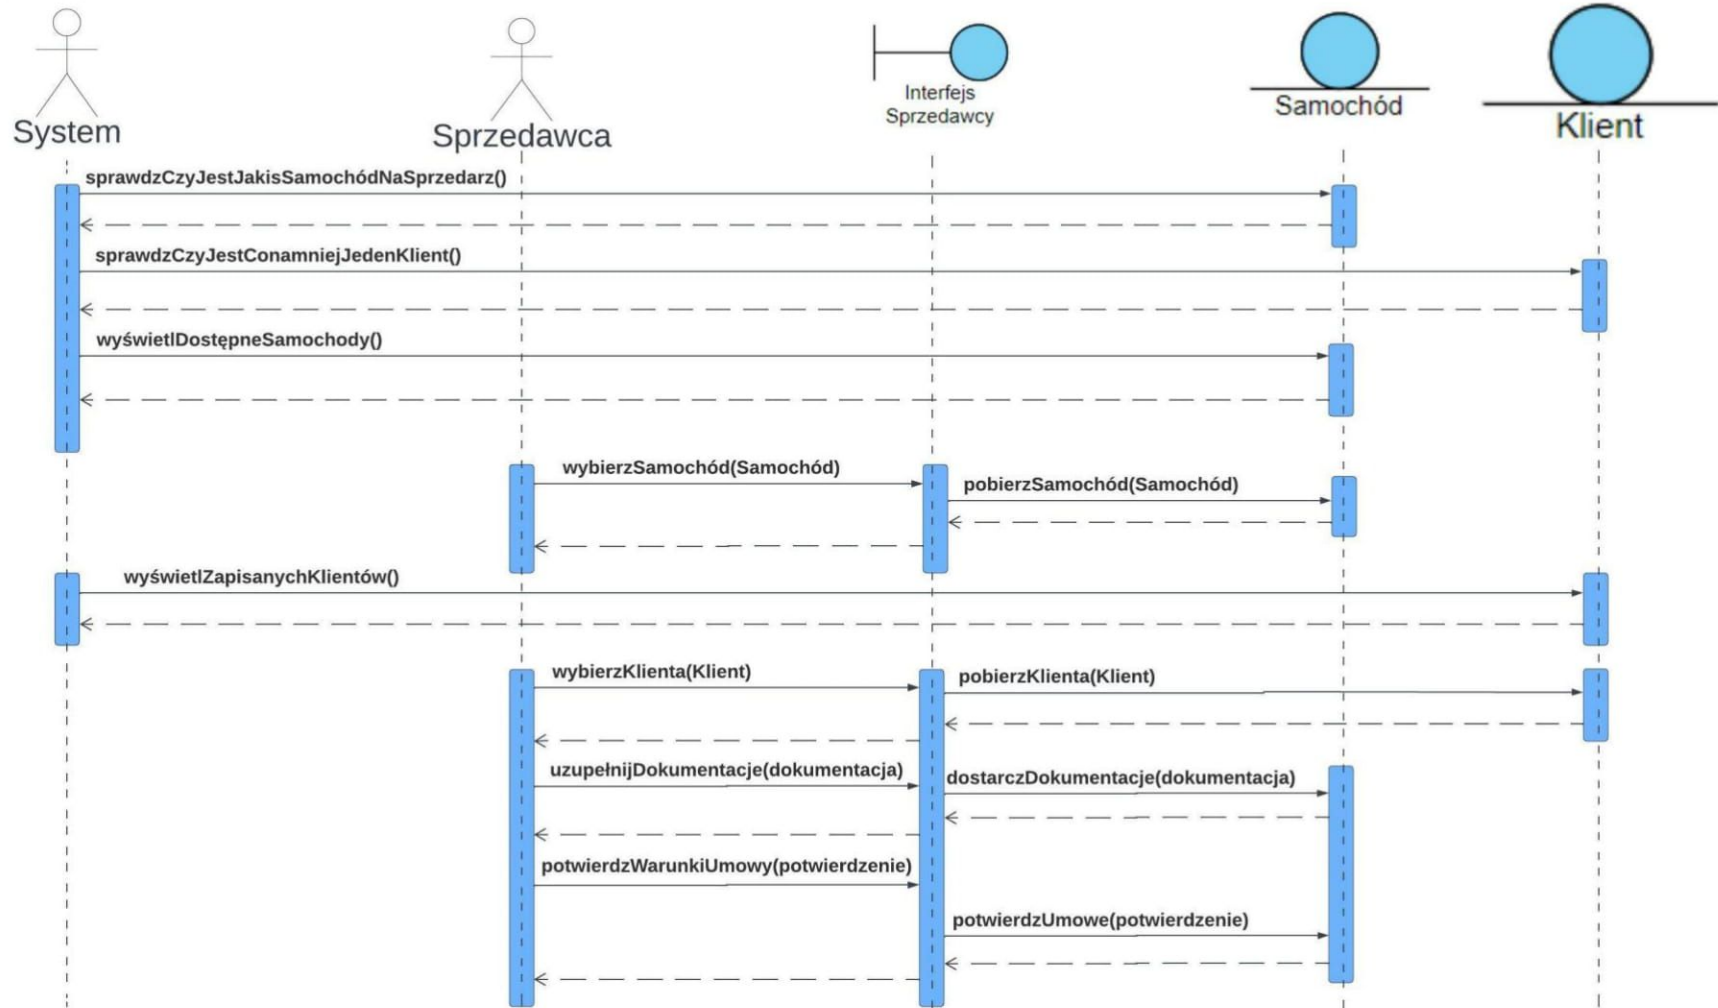 System
Sprzedawca
Interfejs
Sprzedawcy
Samochód
Klient
sprawdzCzyJestJakisSamochódNaSprzedarz()
sprawdzCzyJestConamniejJedenKlient()
wyświetlDostępneSamochody()
wybierzSamochód(Samochód)
pobierzSamochód(Samochód)
wyświetlZapisanychKlientów()
wybierzKlienta(Klient)
pobierzKlienta(Klient)
uzupełnijDokumentacje(dokumentacja)
dostarczDokumentacje(dokumentacja)
potwierdzWarunkiUmowy(potwierdzenie)
potwierdzUmowe(potwierdzenie)